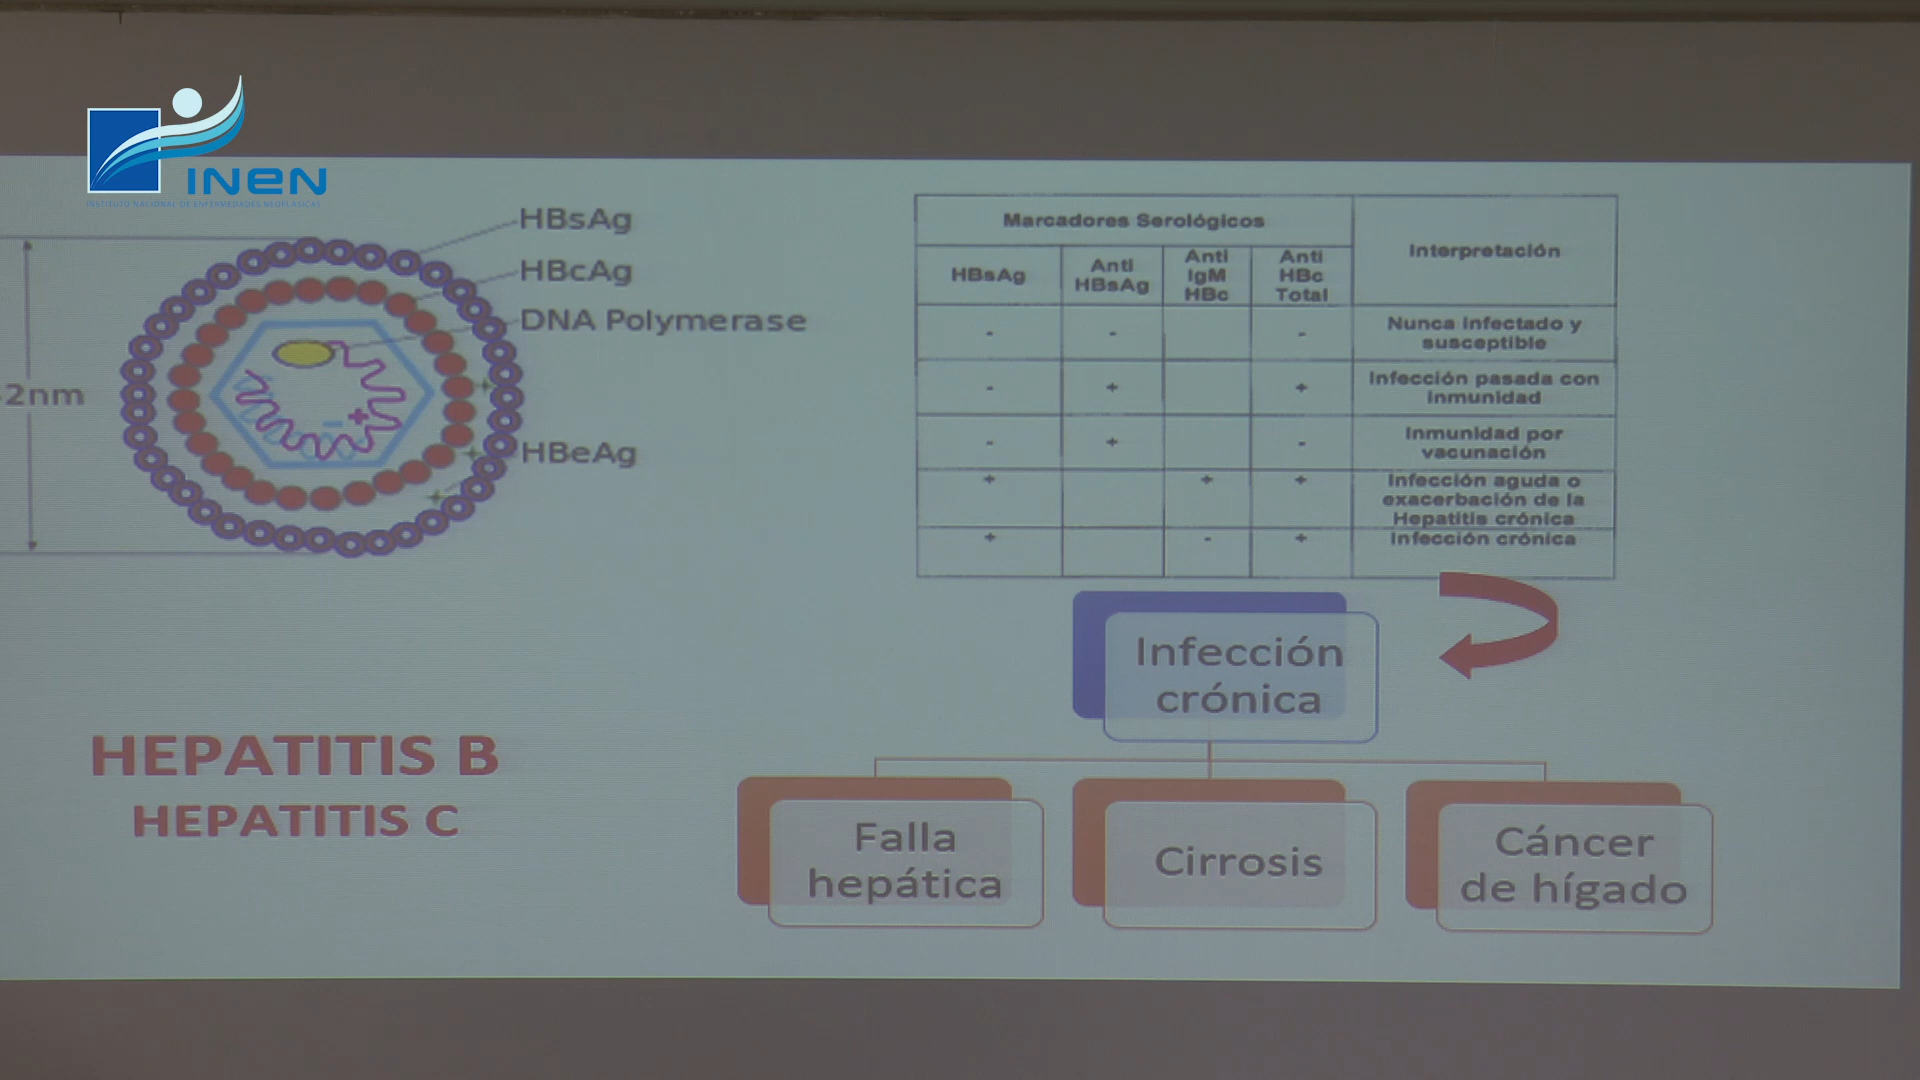 INEN
INSTITUTO NACIONAL DE ENFERMEDADES NEOPLÁSICAS
HBsAg
HBcAg
DNA Polymerase
2nm
HBeAg
HEPATITIS B
HEPATITIS C
Marcadores Serológicos
Interpretación
HBsAg
Anti
HBsAg
Anti
IgM
HBc
Anti
HBc
Total
- - - Nunca infectado y
susceptible
- + + Infección pasada con
inmunidad
- + - Inmunidad por
vacunación
+ + + Infección aguda o
exacerbación de la
Hepatitis crónica
+ - + Infección crónica
Infección
crónica
Falla
hepática
Cirrosis
Cáncer
de hígado